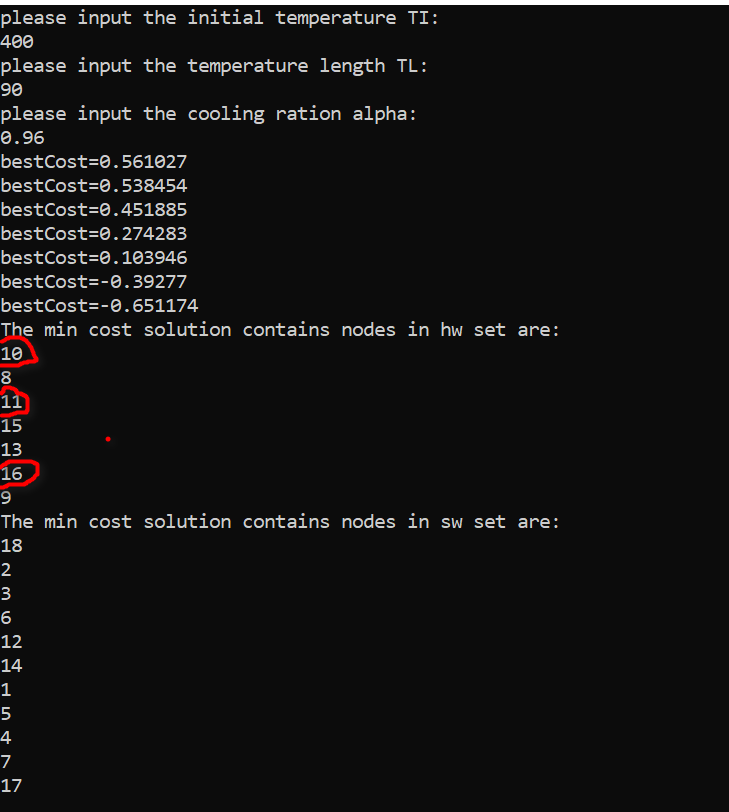 please input the initial temperature TI:
400
please input the temperature length TL:
90
please input the cooling ration alpha:
0.96
bestCost=0.561027
bestCost=0.538454
bestCost=0.451885
bestCost=0.274283
bestCost=0.103946
bestCost=-0.39277
bestCost=-0.651174
The min cost solution contains nodes in hw set are:
10
8
11
15
13
16
9
The min cost solution contains nodes in sw set are:
18
2
3
6
12
14
1
5
4
7
17